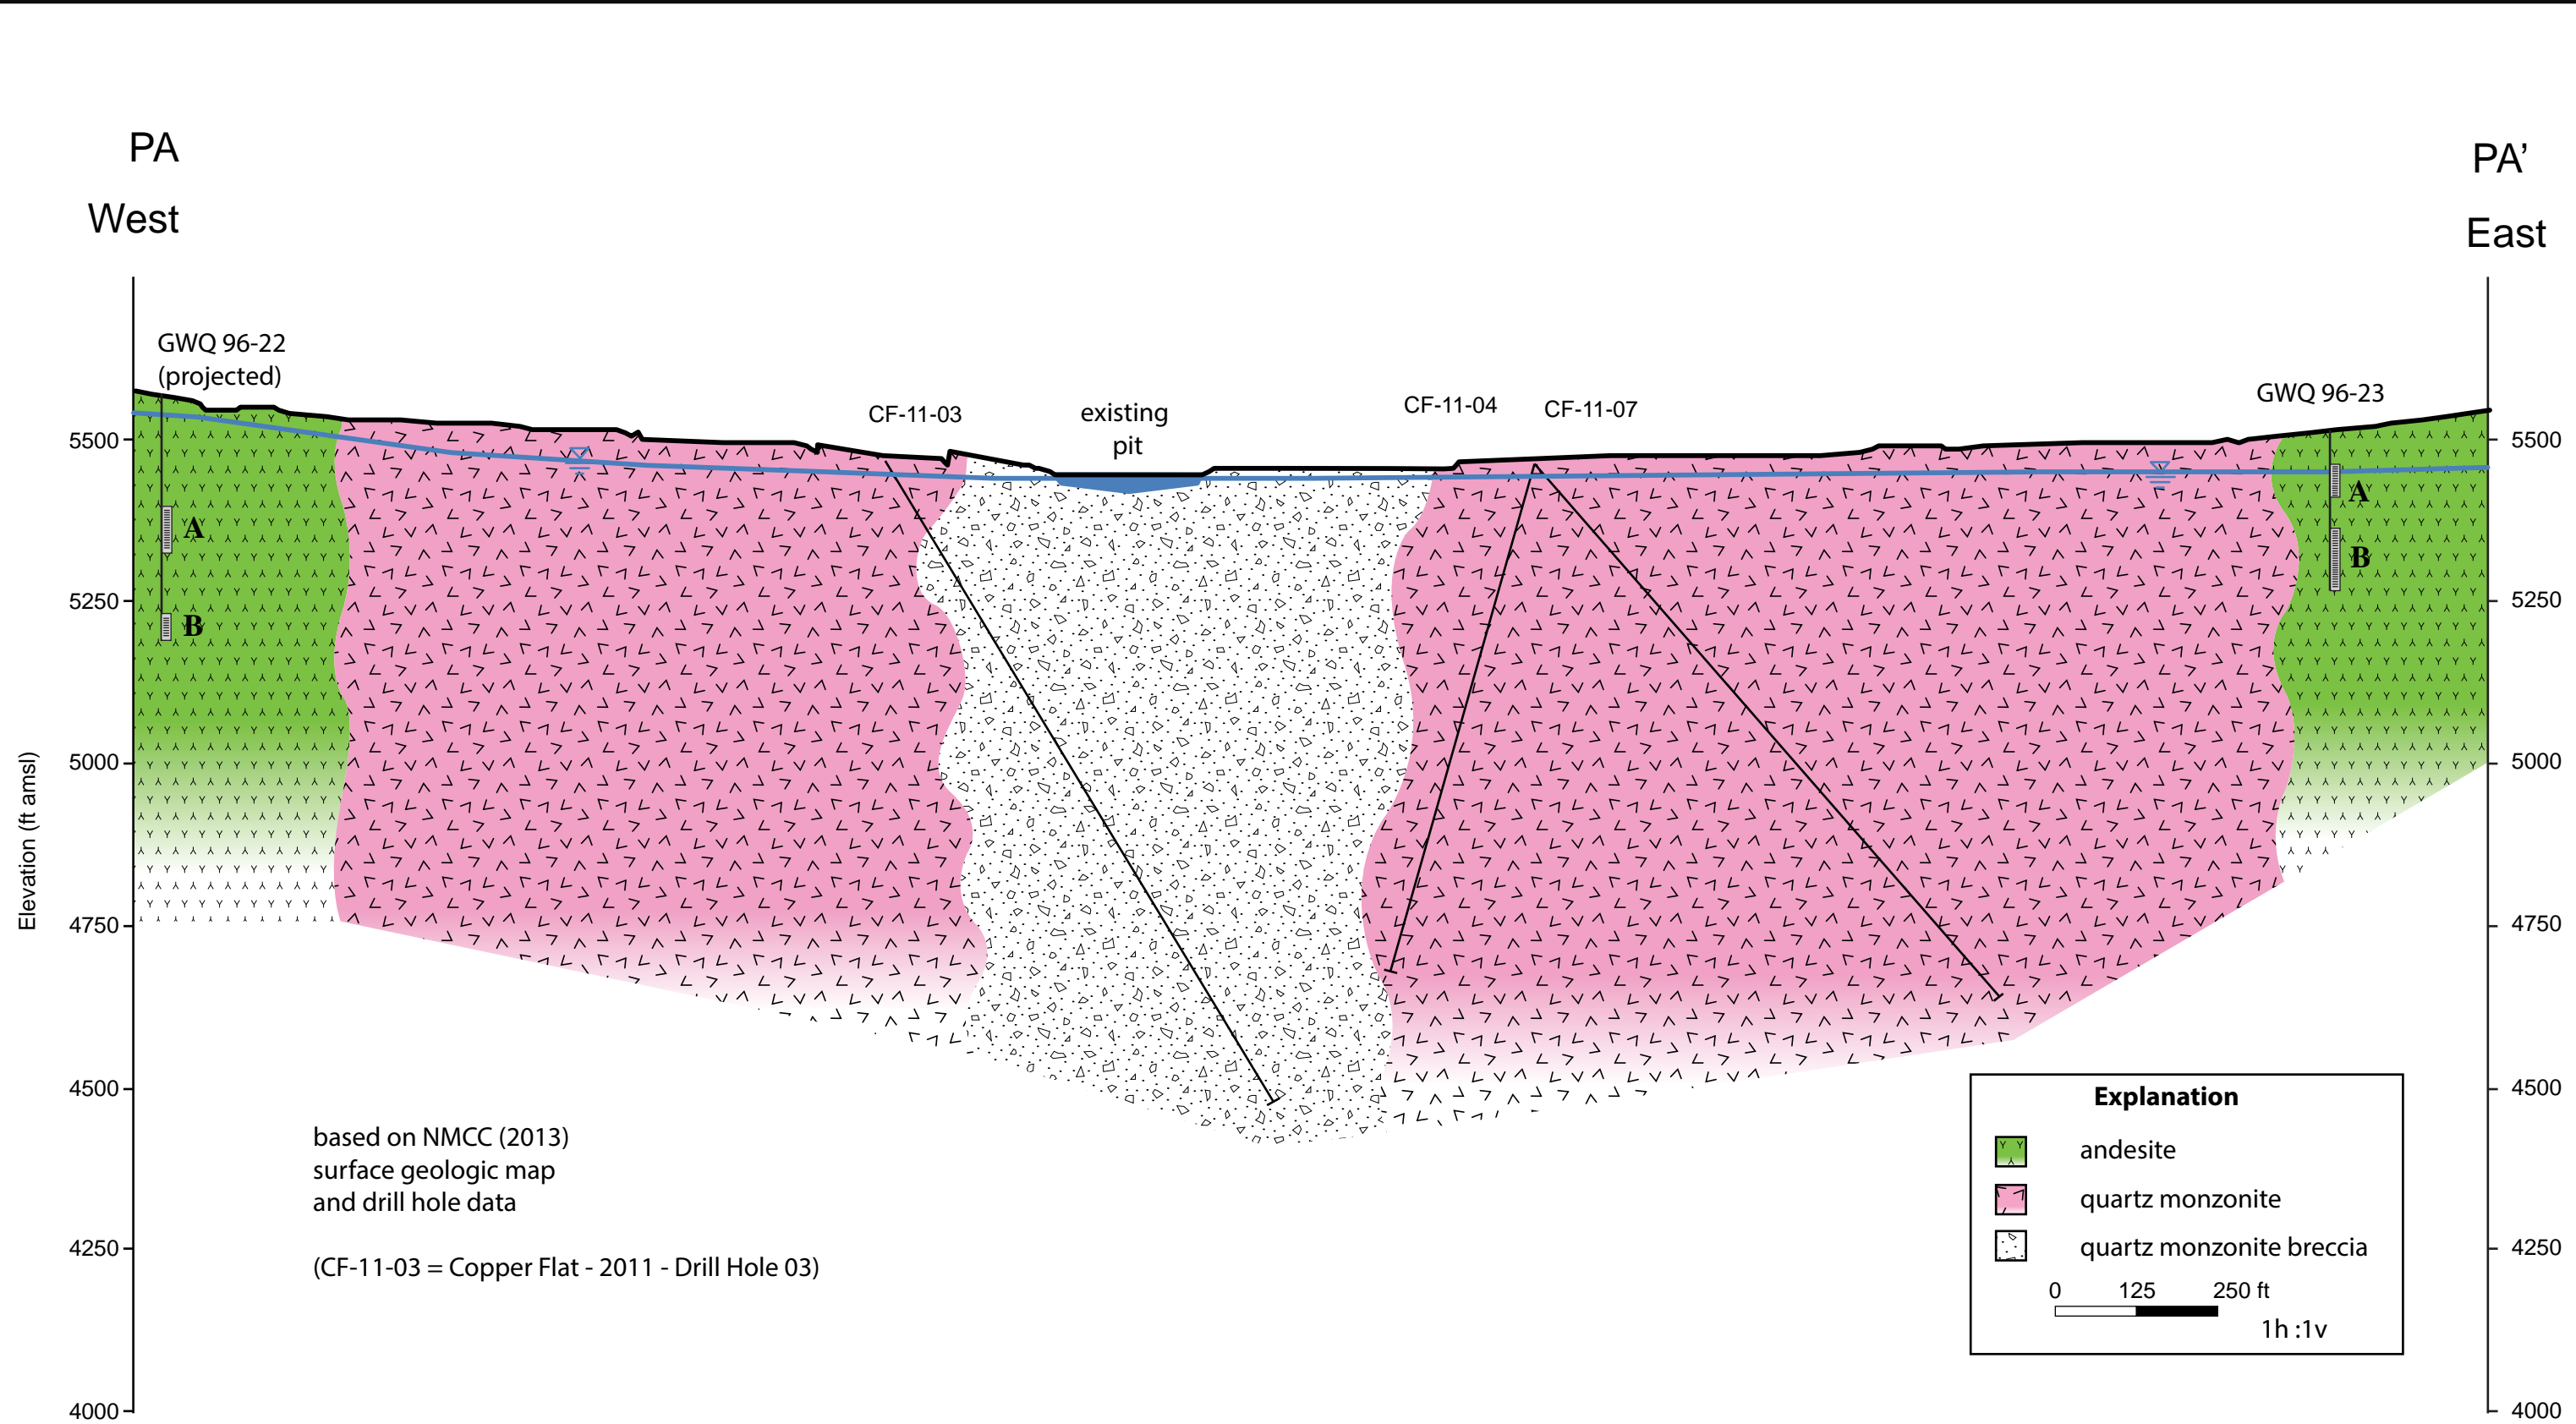 PA
West
PA’
East
GWQ 96-22
(projected)
CF-11-03
existing
pit
CF-11-04
CF-11-07
GWQ 96-23
A
B
A
B
Elevation (ft amsl)
5500
5250
5000
4750
4500
4250
4000
5500
5250
5000
4750
4500
4250
4000
based on NMCC (2013)
surface geologic map
and drill hole data
(CF-11-03 = Copper Flat - 2011 - Drill Hole 03)
Explanation
andesite
quartz monzonite
quartz monzonite breccia
0 125 250 ft
1h :1v